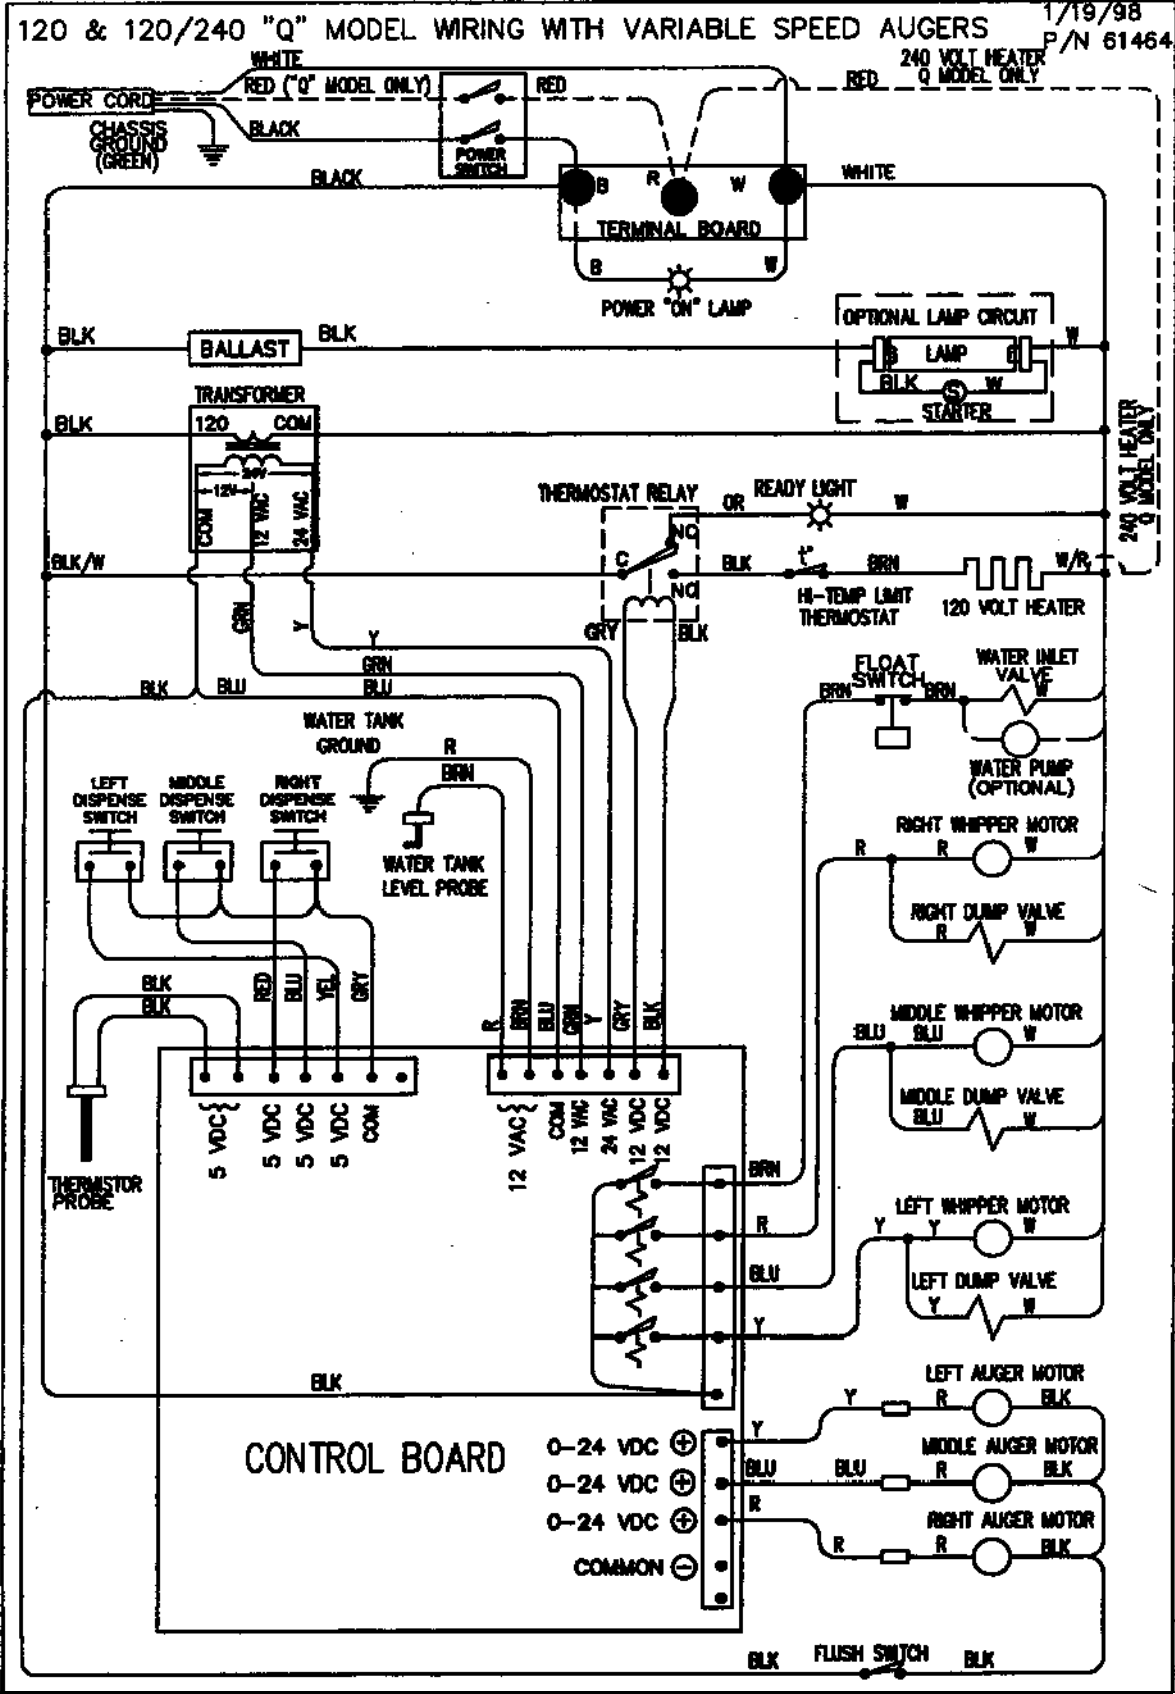 120 & 120/240 "Q" MODEL WIRING WITH VARIABLE SPEED AUGERS
1/19/98
P/N 61464
WHITE
RED ("Q" MODEL ONLY)
RED
RED
240 VOLT HEATER
Q MODEL ONLY
POWER CORD
CHASSIS
GROUND
(GREEN)
BLACK
POWER
SWITCH
BLACK
B
R
W
WHITE
TERMINAL BOARD
B
W
POWER "ON" LAMP
OPTIONAL LAMP CIRCUIT
BLK
BALLAST
BLK
LAMP
W
BLK
S
W
STARTER
TRANSFORMER
BLK
120
COM
24V
12V
COM
12 VAC
24 VAC
240 VOLT HEATER
Q MODEL ONLY
THERMOSTAT RELAY
OR
READY LIGHT
W
NC
BLK/W
C
NO
BLK
t°
BRN
W/R
HI-TEMP LIMIT
THERMOSTAT
120 VOLT HEATER
GRY
BLK
GRN
Y
Y
GRN
BLK
BLU
BLU
FLOAT
SWITCH
BRN
BRN
WATER INLET
VALVE
W
WATER PUMP
(OPTIONAL)
WATER TANK
GROUND
R
BRN
WATER TANK
LEVEL PROBE
LEFT
DISPENSE
SWITCH
MIDDLE
DISPENSE
SWITCH
RIGHT
DISPENSE
SWITCH
RIGHT WHIPPER MOTOR
R
R
W
RIGHT DUMP VALVE
R
W
BLK
BLK
RED
BLU
YEL
GRY
R
BRN
BLU
GRN
Y
GRY
BLK
MIDDLE WHIPPER MOTOR
BLU
BLU
W
MIDDLE DUMP VALVE
BLU
W
5 VDC
5 VDC
5 VDC
5 VDC
COM
12 VAC
COM
12 VAC
24 VAC
12 VDC
12 VDC
THERMISTOR
PROBE
BRN
R
BLU
Y
LEFT WHIPPER MOTOR
Y
Y
W
LEFT DUMP VALVE
Y
W
BLK
LEFT AUGER MOTOR
Y
R
BLK
CONTROL BOARD
0-24 VDC +
Y
MIDDLE AUGER MOTOR
0-24 VDC +
BLU
BLU
R
BLK
0-24 VDC +
R
RIGHT AUGER MOTOR
R
R
BLK
COMMON -
BLK
FLUSH SWITCH
BLK